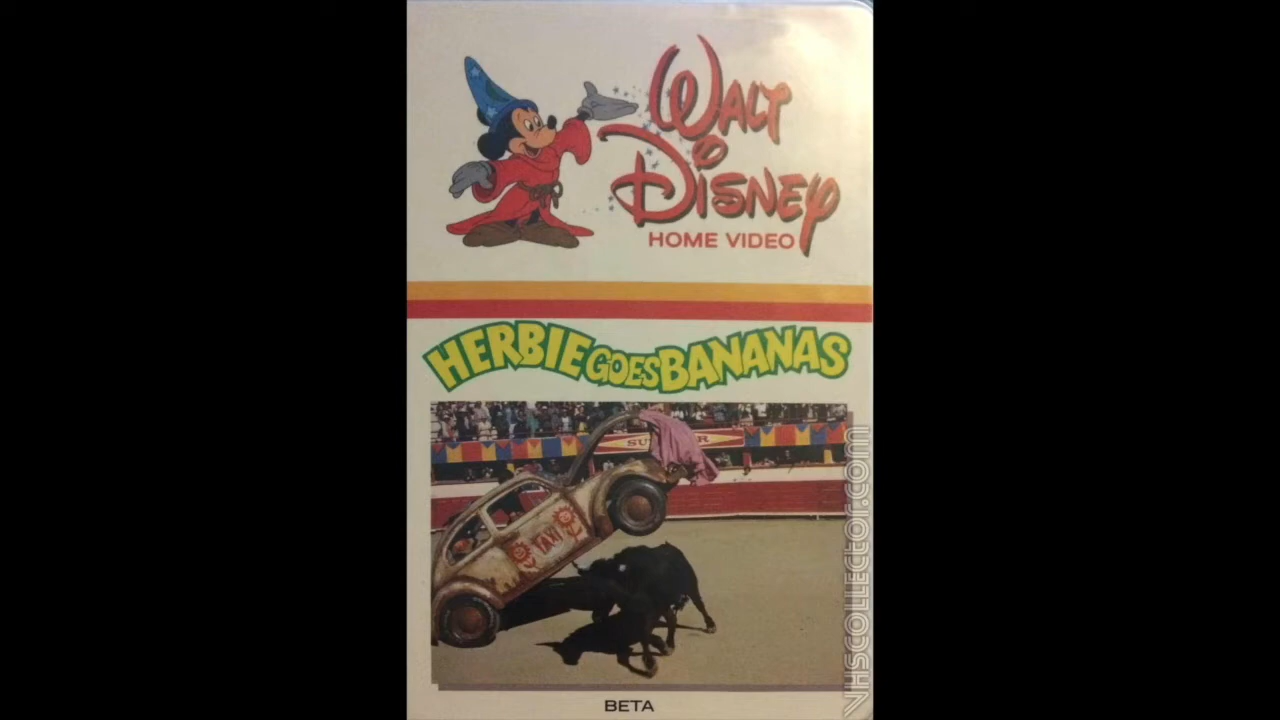 WALT
DISNEY
HOME VIDEO
HERBIE GOES BANANAS
TAXI
BETA
VHSCOLLECTOR.COM